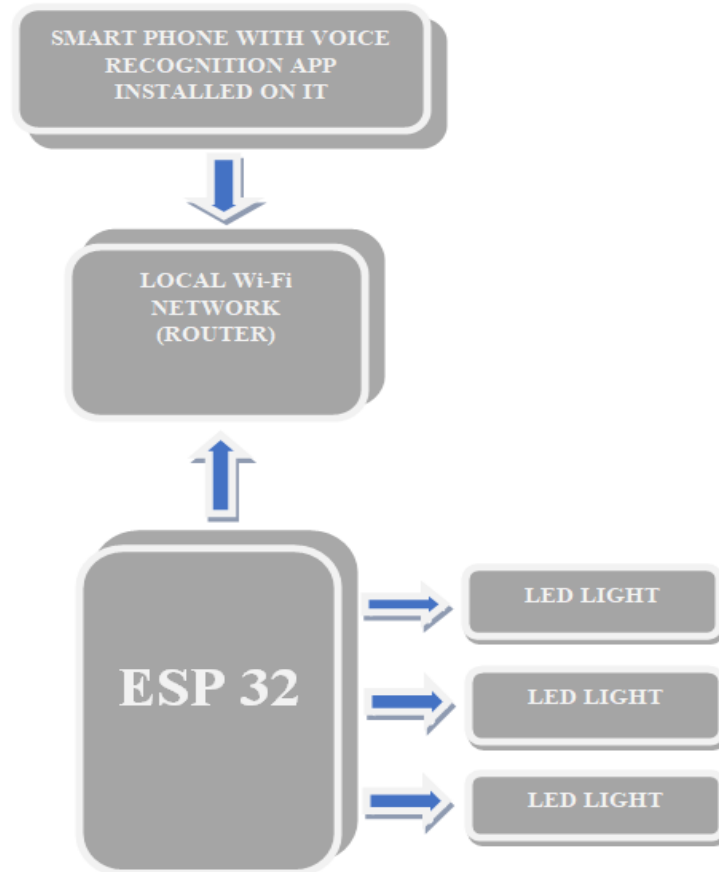 SMART PHONE WITH VOICE
RECOGNITION APP
INSTALLED ON IT
LOCAL Wi-Fi
NETWORK
(ROUTER)
ESP 32
LED LIGHT
LED LIGHT
LED LIGHT